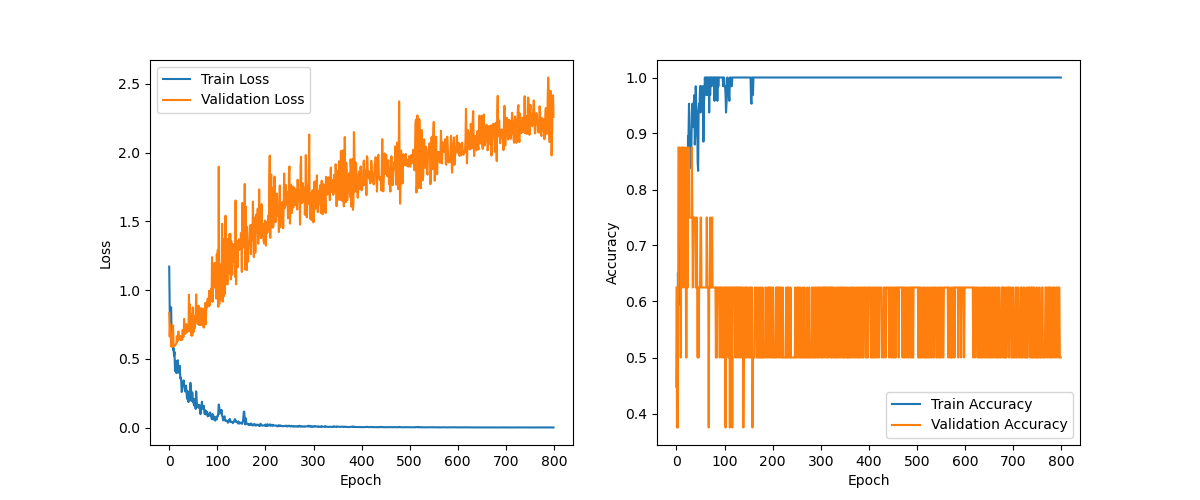 Train Loss
Validation Loss
2.5
2.0
1.5
1.0
0.5
0.0
Loss
0 100 200 300 400 500 600 700 800
Epoch
1.0
0.9
0.8
0.7
0.6
0.5
0.4
Accuracy
Train Accuracy
Validation Accuracy
0 100 200 300 400 500 600 700 800
Epoch